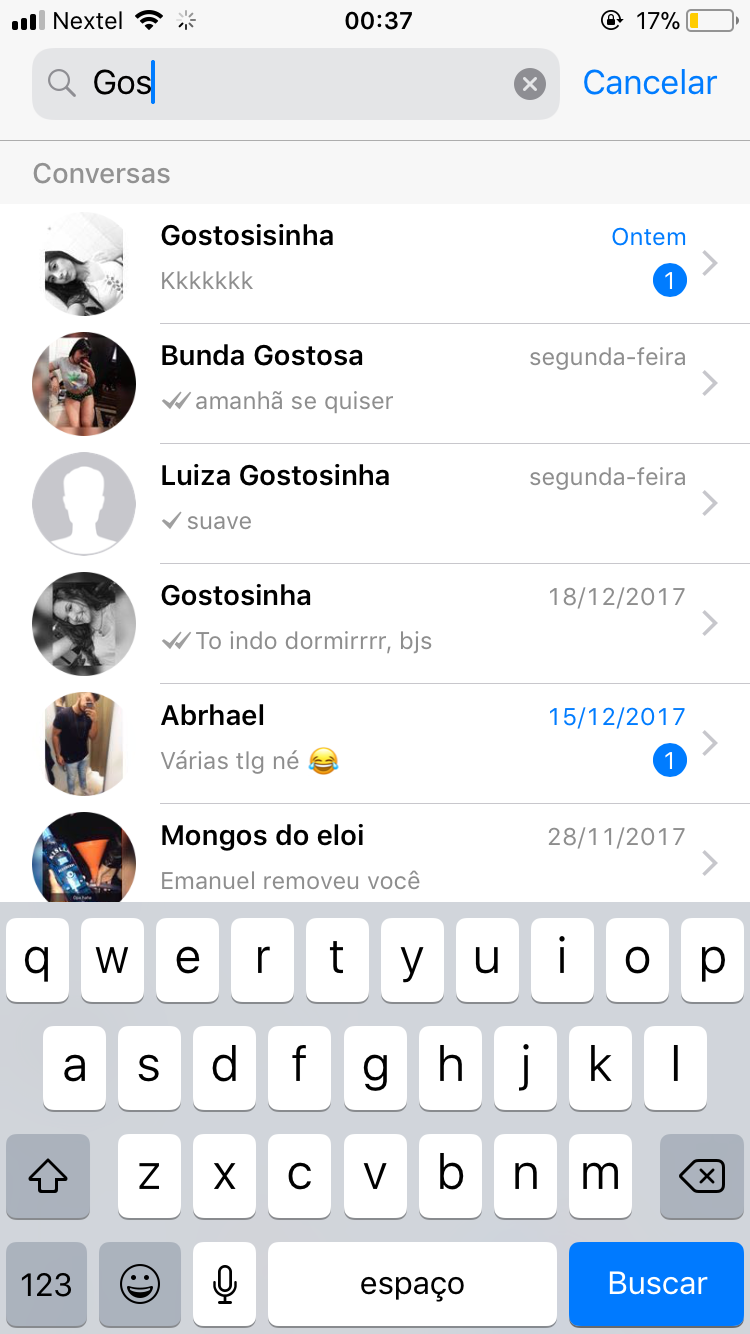 Nextel 00:37 17%
Gos Cancelar
Conversas
Gostosisinha Ontem
Kkkkkkk 1
Bunda Gostosa segunda-feira
amanhã se quiser
Luiza Gostosinha segunda-feira
suave
Gostosinha 18/12/2017
To indo dormirrrr, bjs
Abrhael 15/12/2017
Várias tlg né 😂 1
Mongos do eloi 28/11/2017
Emanuel removeu você
q w e r t y u i o p
a s d f g h j k l
z x c v b n m
123 espaço Buscar